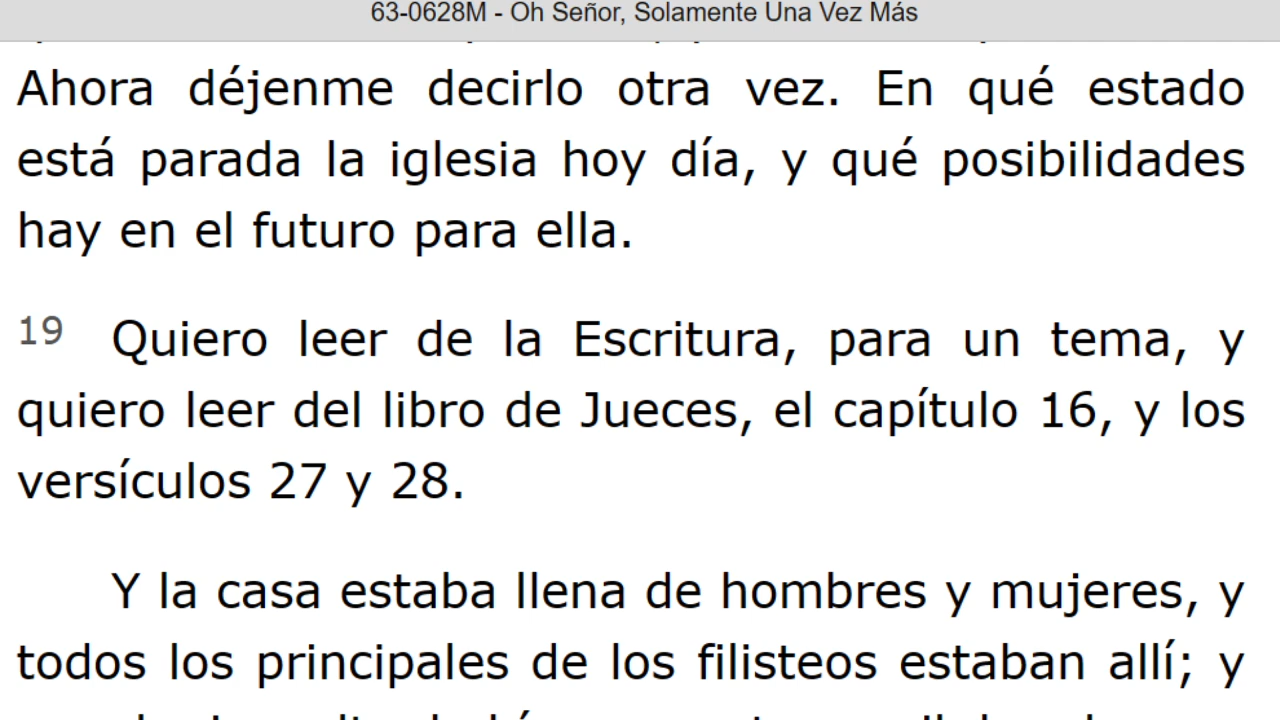 63-0628M - Oh Señor, Solamente Una Vez Más
Ahora déjenme decirlo otra vez. En qué estado
está parada la iglesia hoy día, y qué posibilidades
hay en el futuro para ella.
19 Quiero leer de la Escritura, para un tema, y
quiero leer del libro de Jueces, el capítulo 16, y los
versículos 27 y 28.
Y la casa estaba llena de hombres y mujeres, y
todos los principales de los filisteos estaban allí; y